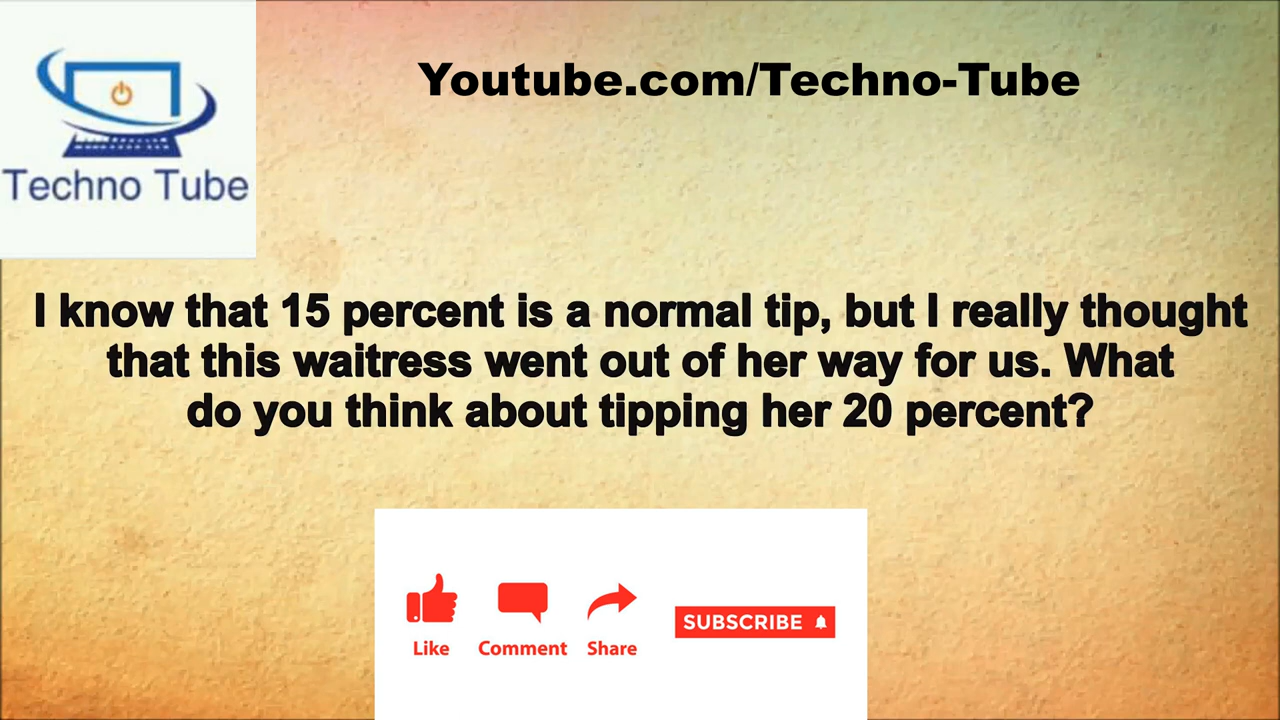 Youtube.com/Techno-Tube
Techno Tube
I know that 15 percent is a normal tip, but I really thought
that this waitress went out of her way for us. What
do you think about tipping her 20 percent?
Like Comment Share
SUBSCRIBE